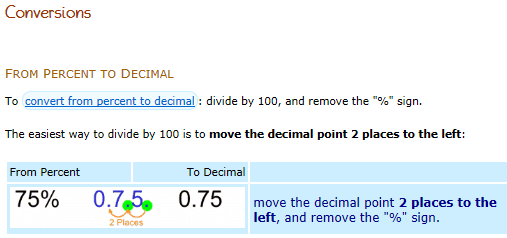 Conversions
FROM PERCENT TO DECIMAL
To convert from percent to decimal : divide by 100, and remove the "%" sign.
The easiest way to divide by 100 is to move the decimal point 2 places to the left:
From Percent To Decimal
75% 0.7.5. 0.75
2 Places
move the decimal point 2 places to the
left, and remove the "%" sign.